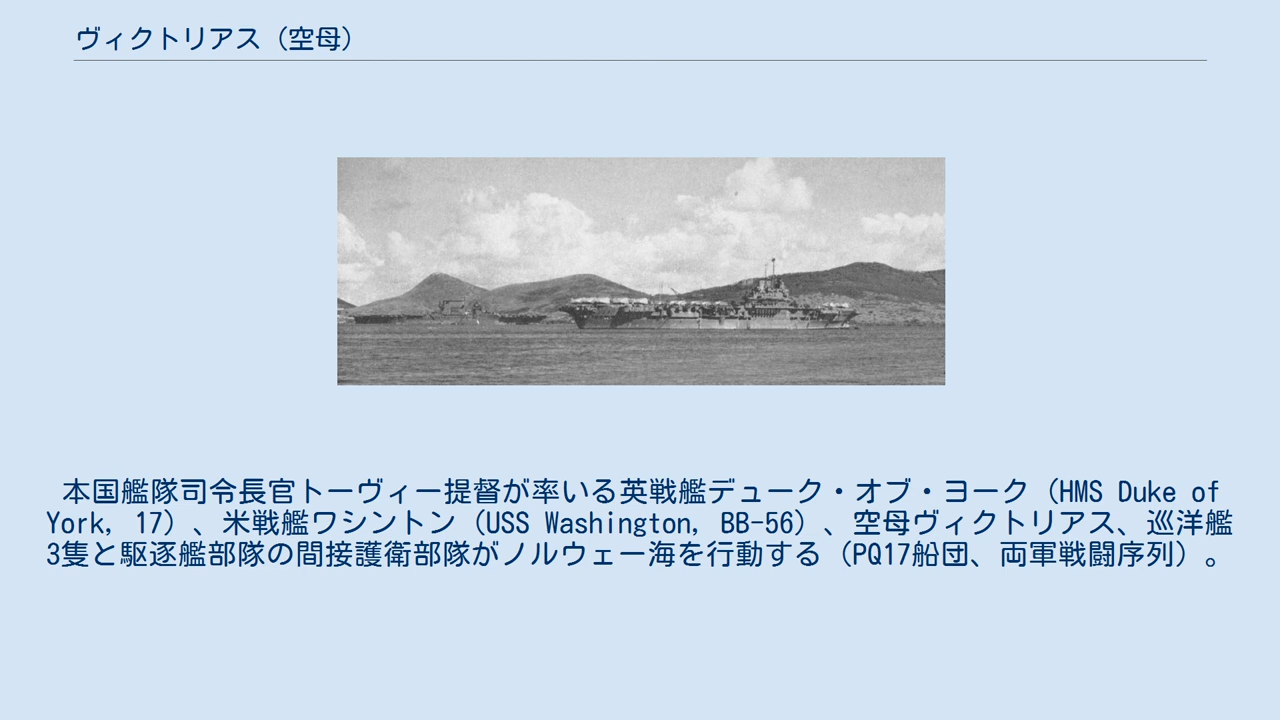 ヴィクトリアス（空母）
本国艦隊司令長官トーヴィー提督が率いる英戦艦デューク・オブ・ヨーク（HMS Duke of
York, 17）、米戦艦ワシントン（USS Washington, BB-56）、空母ヴィクトリアス、巡洋艦
3隻と駆逐艦部隊の間接護衛部隊がノルウェー海を行動する（PQ17船団、両軍戦闘序列）。